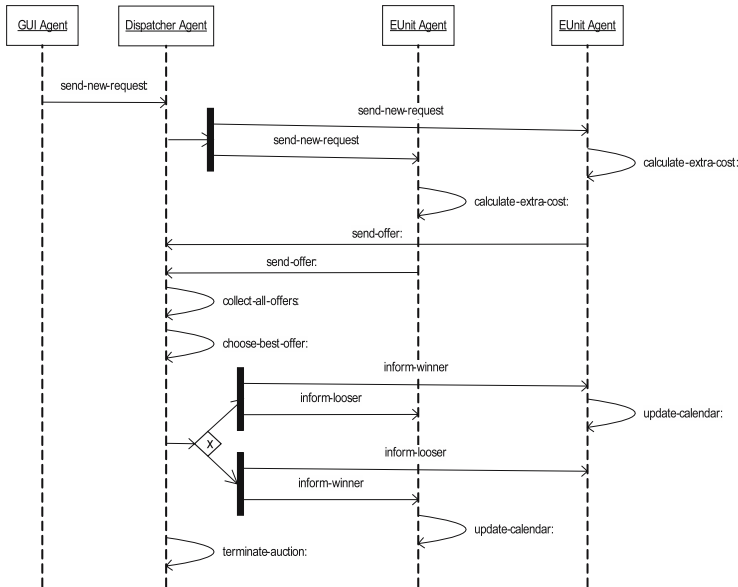 GUI Agent
Dispatcher Agent
EUnit Agent
EUnit Agent
send-new-request
send-new-request
send-new-request
calculate-extra-cost:
calculate-extra-cost:
send-offer:
send-offer:
collect-all-offers:
choose-best-offer:
inform-winner
inform-looser
update-calendar:
X
inform-looser
inform-winner
update-calendar:
terminate-auction: